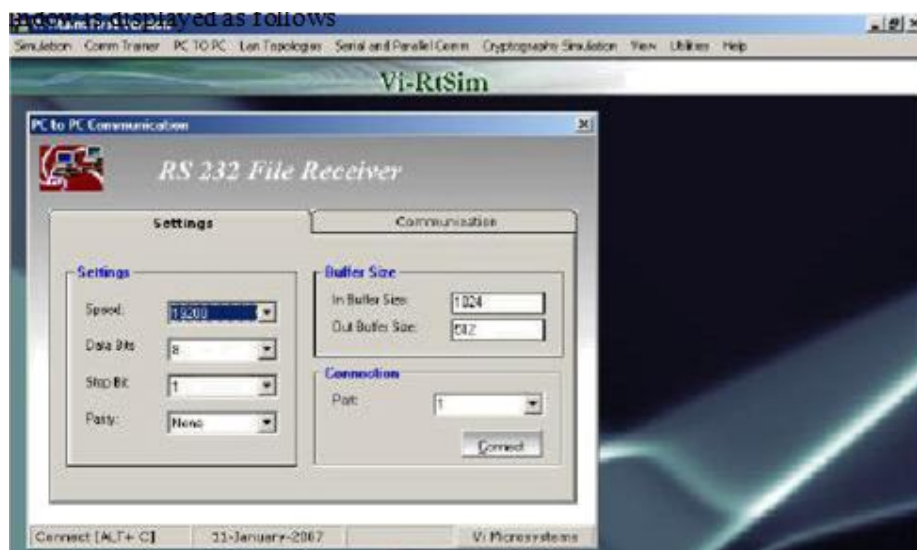 window is displayed as follows
Simulation Comm Trainer PC TO PC Lan Topologies Serial and Parallel Comm Cryptography Simulation View Utilities Help
Vi-RtSim
PC to PC Communication
RS 232 File Receiver
Settings Communication
Settings
Speed: 19200
Data Bits 8
Stop Bit 1
Parity: None
Buffer Size
In Buffer Size: 1024
Out Buffer Size: 512
Connection
Port: 1
Connect
Connect [ALT+ C] 11-January-2007 Vi Microsystems